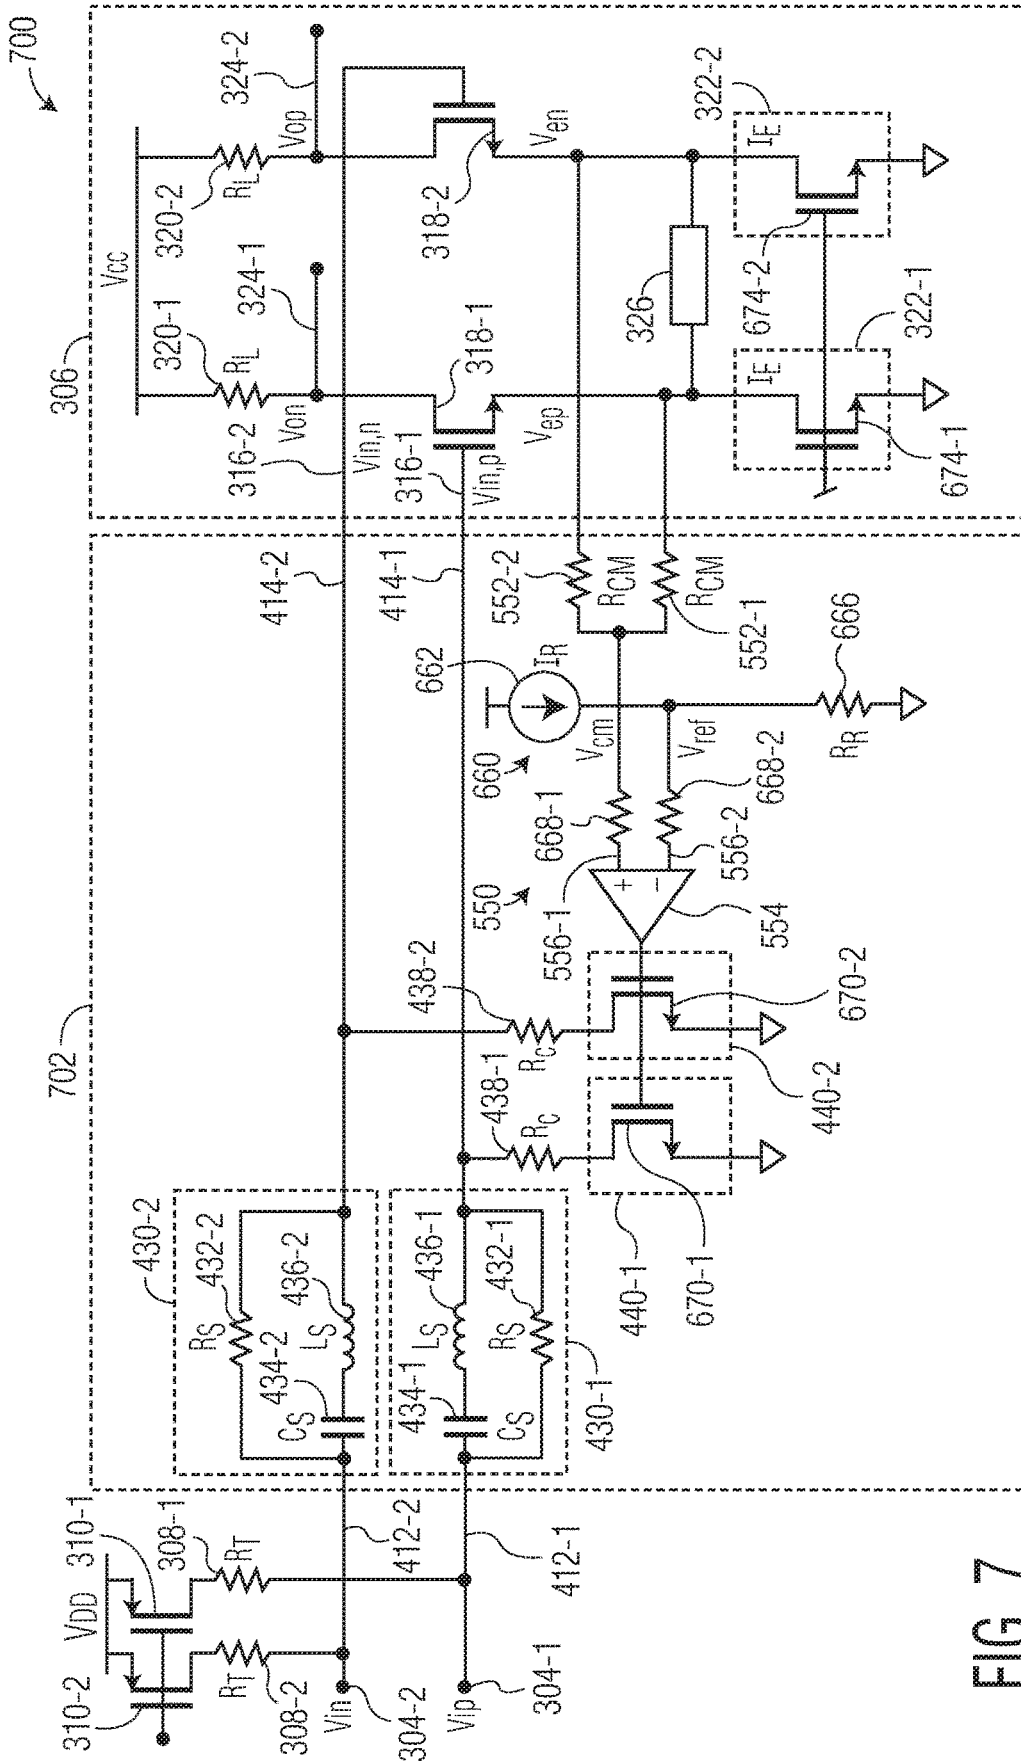 700
306
Vcc
320-1
RL
320-2
RL
Von
324-1
Vop
324-2
316-2
Vin,n
316-1
Vin,p
318-1
318-2
Vep
Ven
326
322-2
IE
674-2
322-1
IE
674-1
702
414-2
414-1
552-2
RCM
RCM
552-1
662
IR
660
Vcm
Vref
666
RR
668-1
668-2
556-1
556-2
550
+
−
554
438-2
RC
438-1
RC
670-2
440-2
440-1
670-1
430-2
432-2
RS
436-2
LS
434-2
CS
436-1
LS
432-1
RS
434-1
CS
430-1
310-1
VDD
310-2
308-1
RT
RT
308-2
412-2
412-1
Vin
304-2
Vip
304-1
FIG. 7